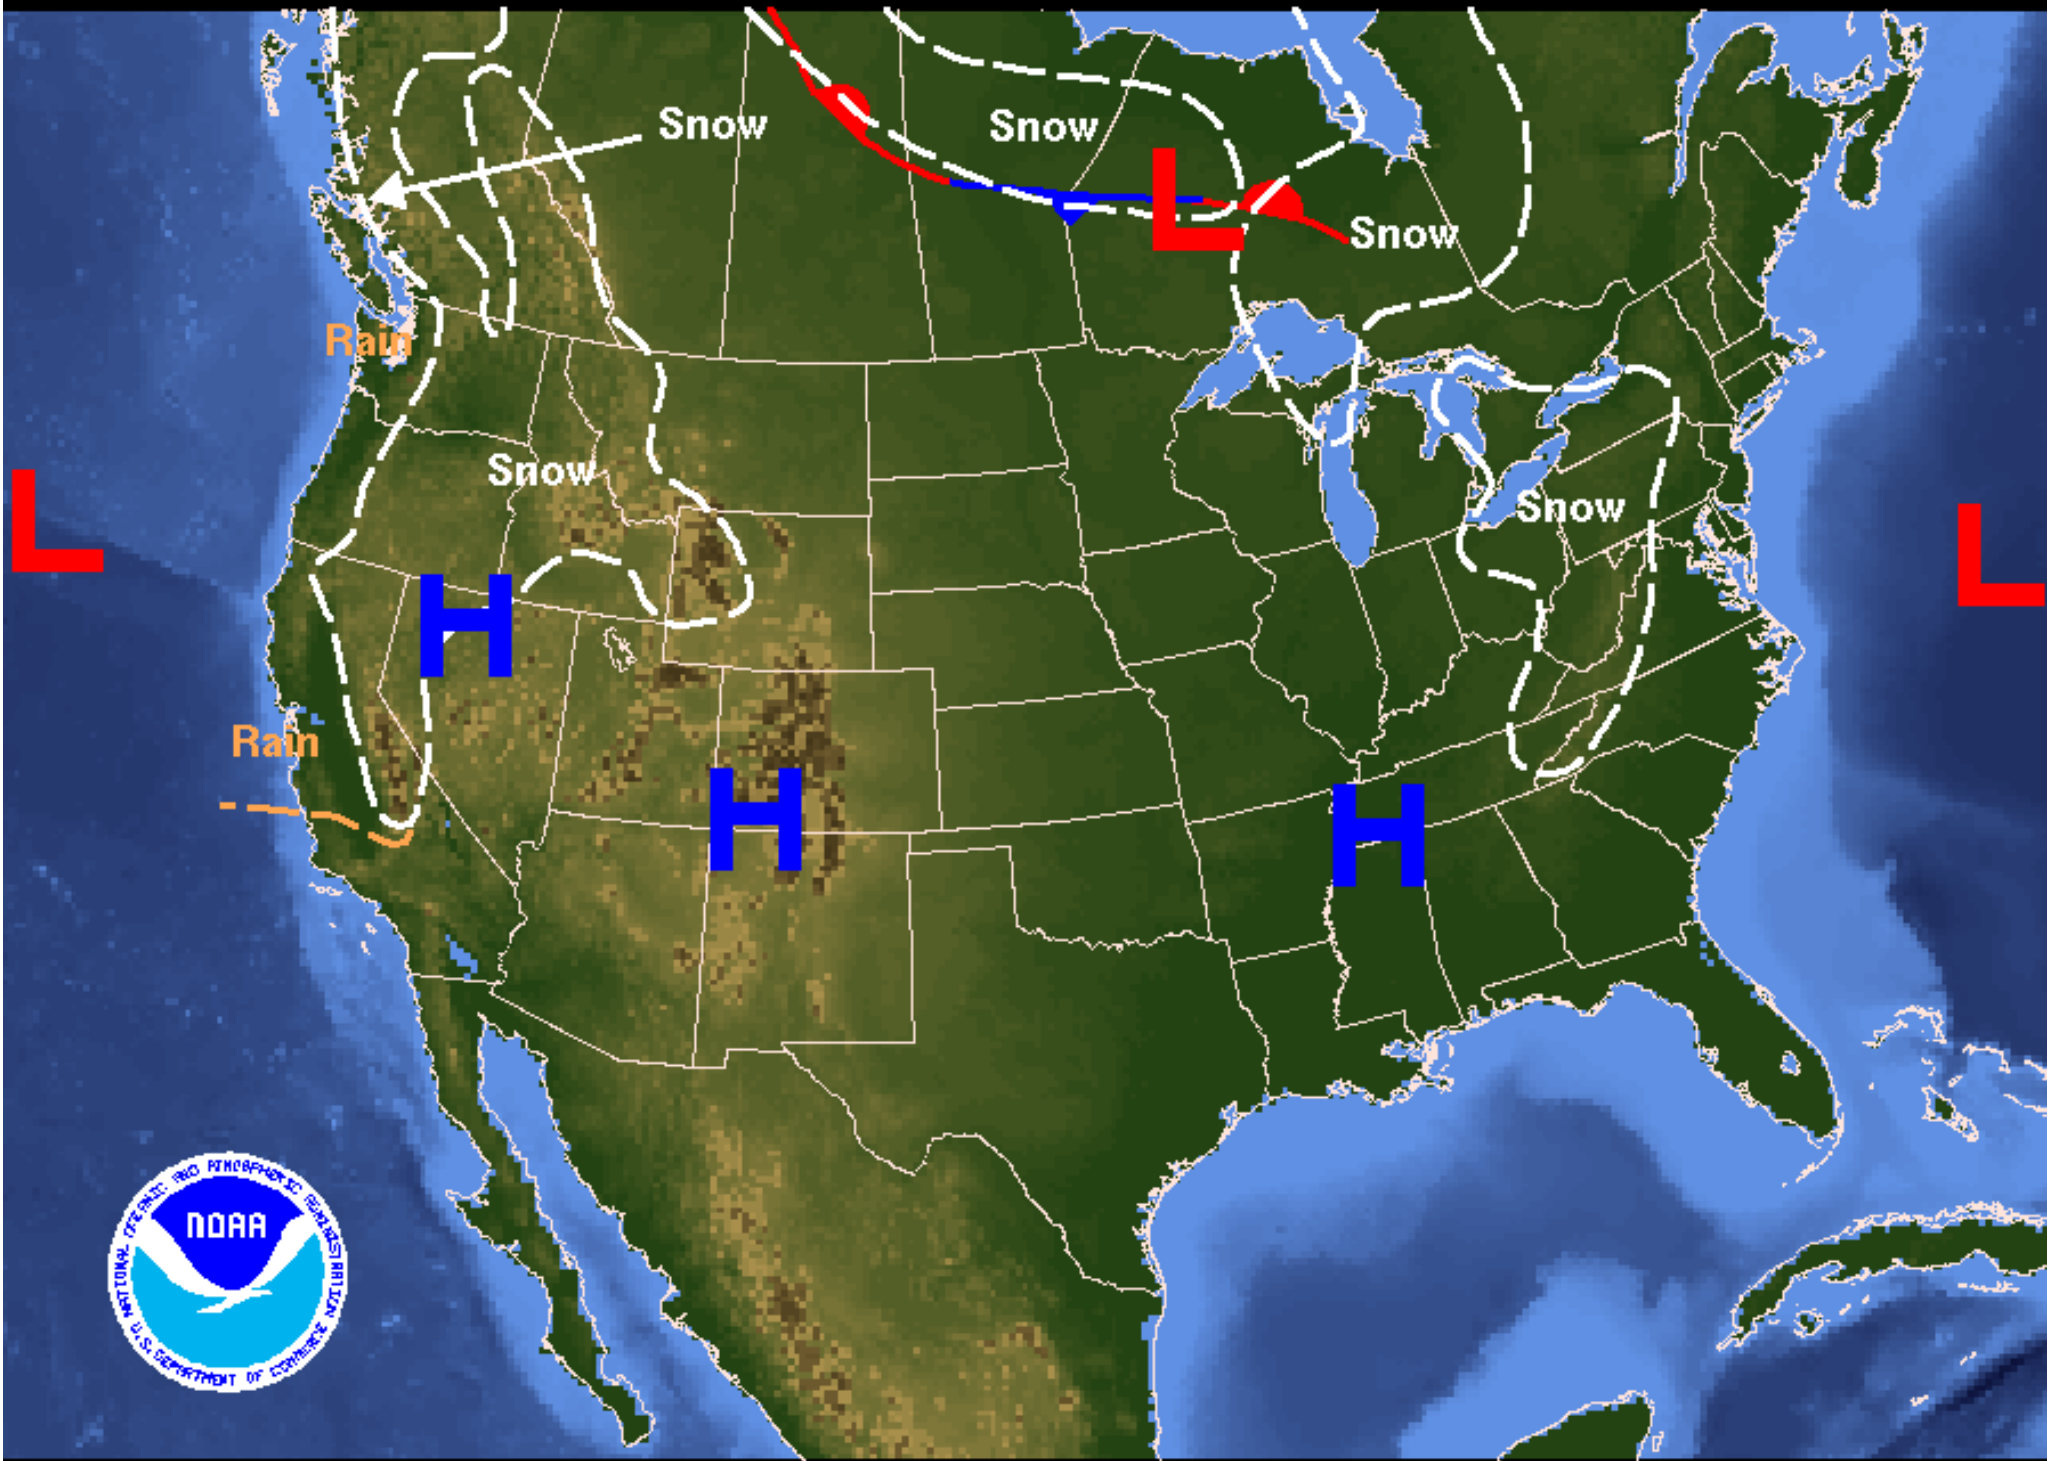 Snow
Snow
Snow
Rain
Snow
Snow
Rain
L
L
L
H
H
H
NOAA
NATIONAL OCEANIC AND ATMOSPHERIC ADMINISTRATION
U.S. DEPARTMENT OF COMMERCE